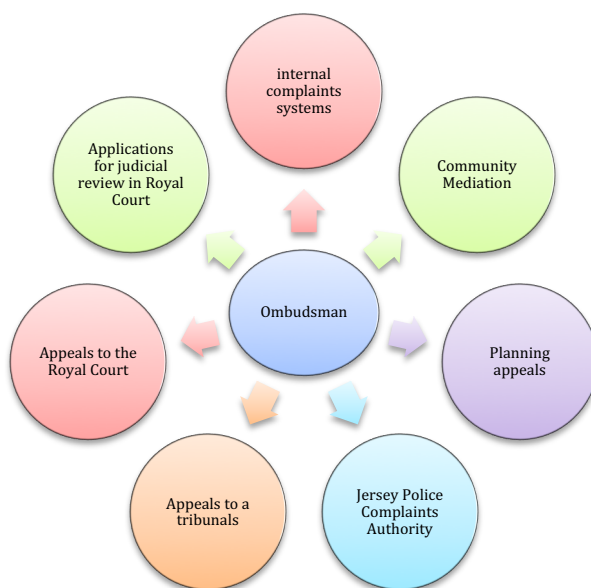 internal
complaints
systems
Community
Mediation
Planning
appeals
Jersey Police
Complaints
Authority
Appeals to a
tribunals
Appeals to the
Royal Court
Applications
for judicial
review in Royal
Court
Ombudsman